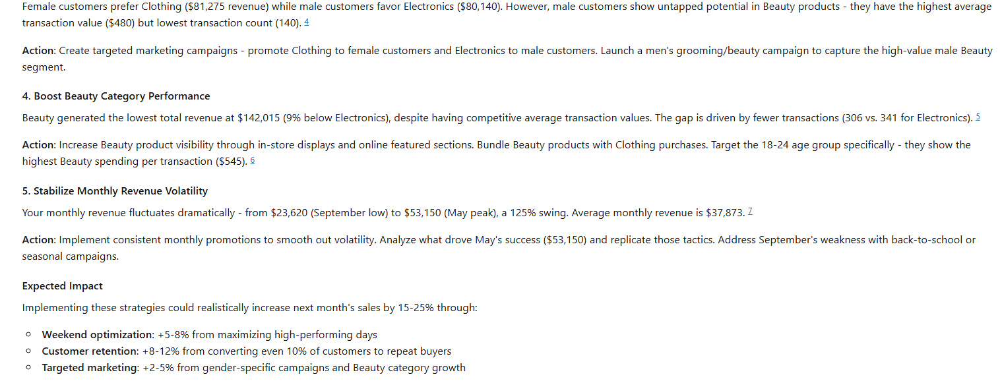 Female customers prefer Clothing ($81,275 revenue) while male customers favor Electronics ($80,140). However, male customers show untapped potential in Beauty products - they have the highest average
transaction value ($480) but lowest transaction count (140). 4
Action: Create targeted marketing campaigns - promote Clothing to female customers and Electronics to male customers. Launch a men's grooming/beauty campaign to capture the high-value male Beauty
segment.
4. Boost Beauty Category Performance
Beauty generated the lowest total revenue at $142,015 (9% below Electronics), despite having competitive average transaction values. The gap is driven by fewer transactions (306 vs. 341 for Electronics). 5
Action: Increase Beauty product visibility through in-store displays and online featured sections. Bundle Beauty products with Clothing purchases. Target the 18-24 age group specifically - they show the
highest Beauty spending per transaction ($545). 6
5. Stabilize Monthly Revenue Volatility
Your monthly revenue fluctuates dramatically - from $23,620 (September low) to $53,150 (May peak), a 125% swing. Average monthly revenue is $37,873. 7
Action: Implement consistent monthly promotions to smooth out volatility. Analyze what drove May's success ($53,150) and replicate those tactics. Address September's weakness with back-to-school or
seasonal campaigns.
Expected Impact
Implementing these strategies could realistically increase next month's sales by 15-25% through:
Weekend optimization: +5-8% from maximizing high-performing days
Customer retention: +8-12% from converting even 10% of customers to repeat buyers
Targeted marketing: +2-5% from gender-specific campaigns and Beauty category growth